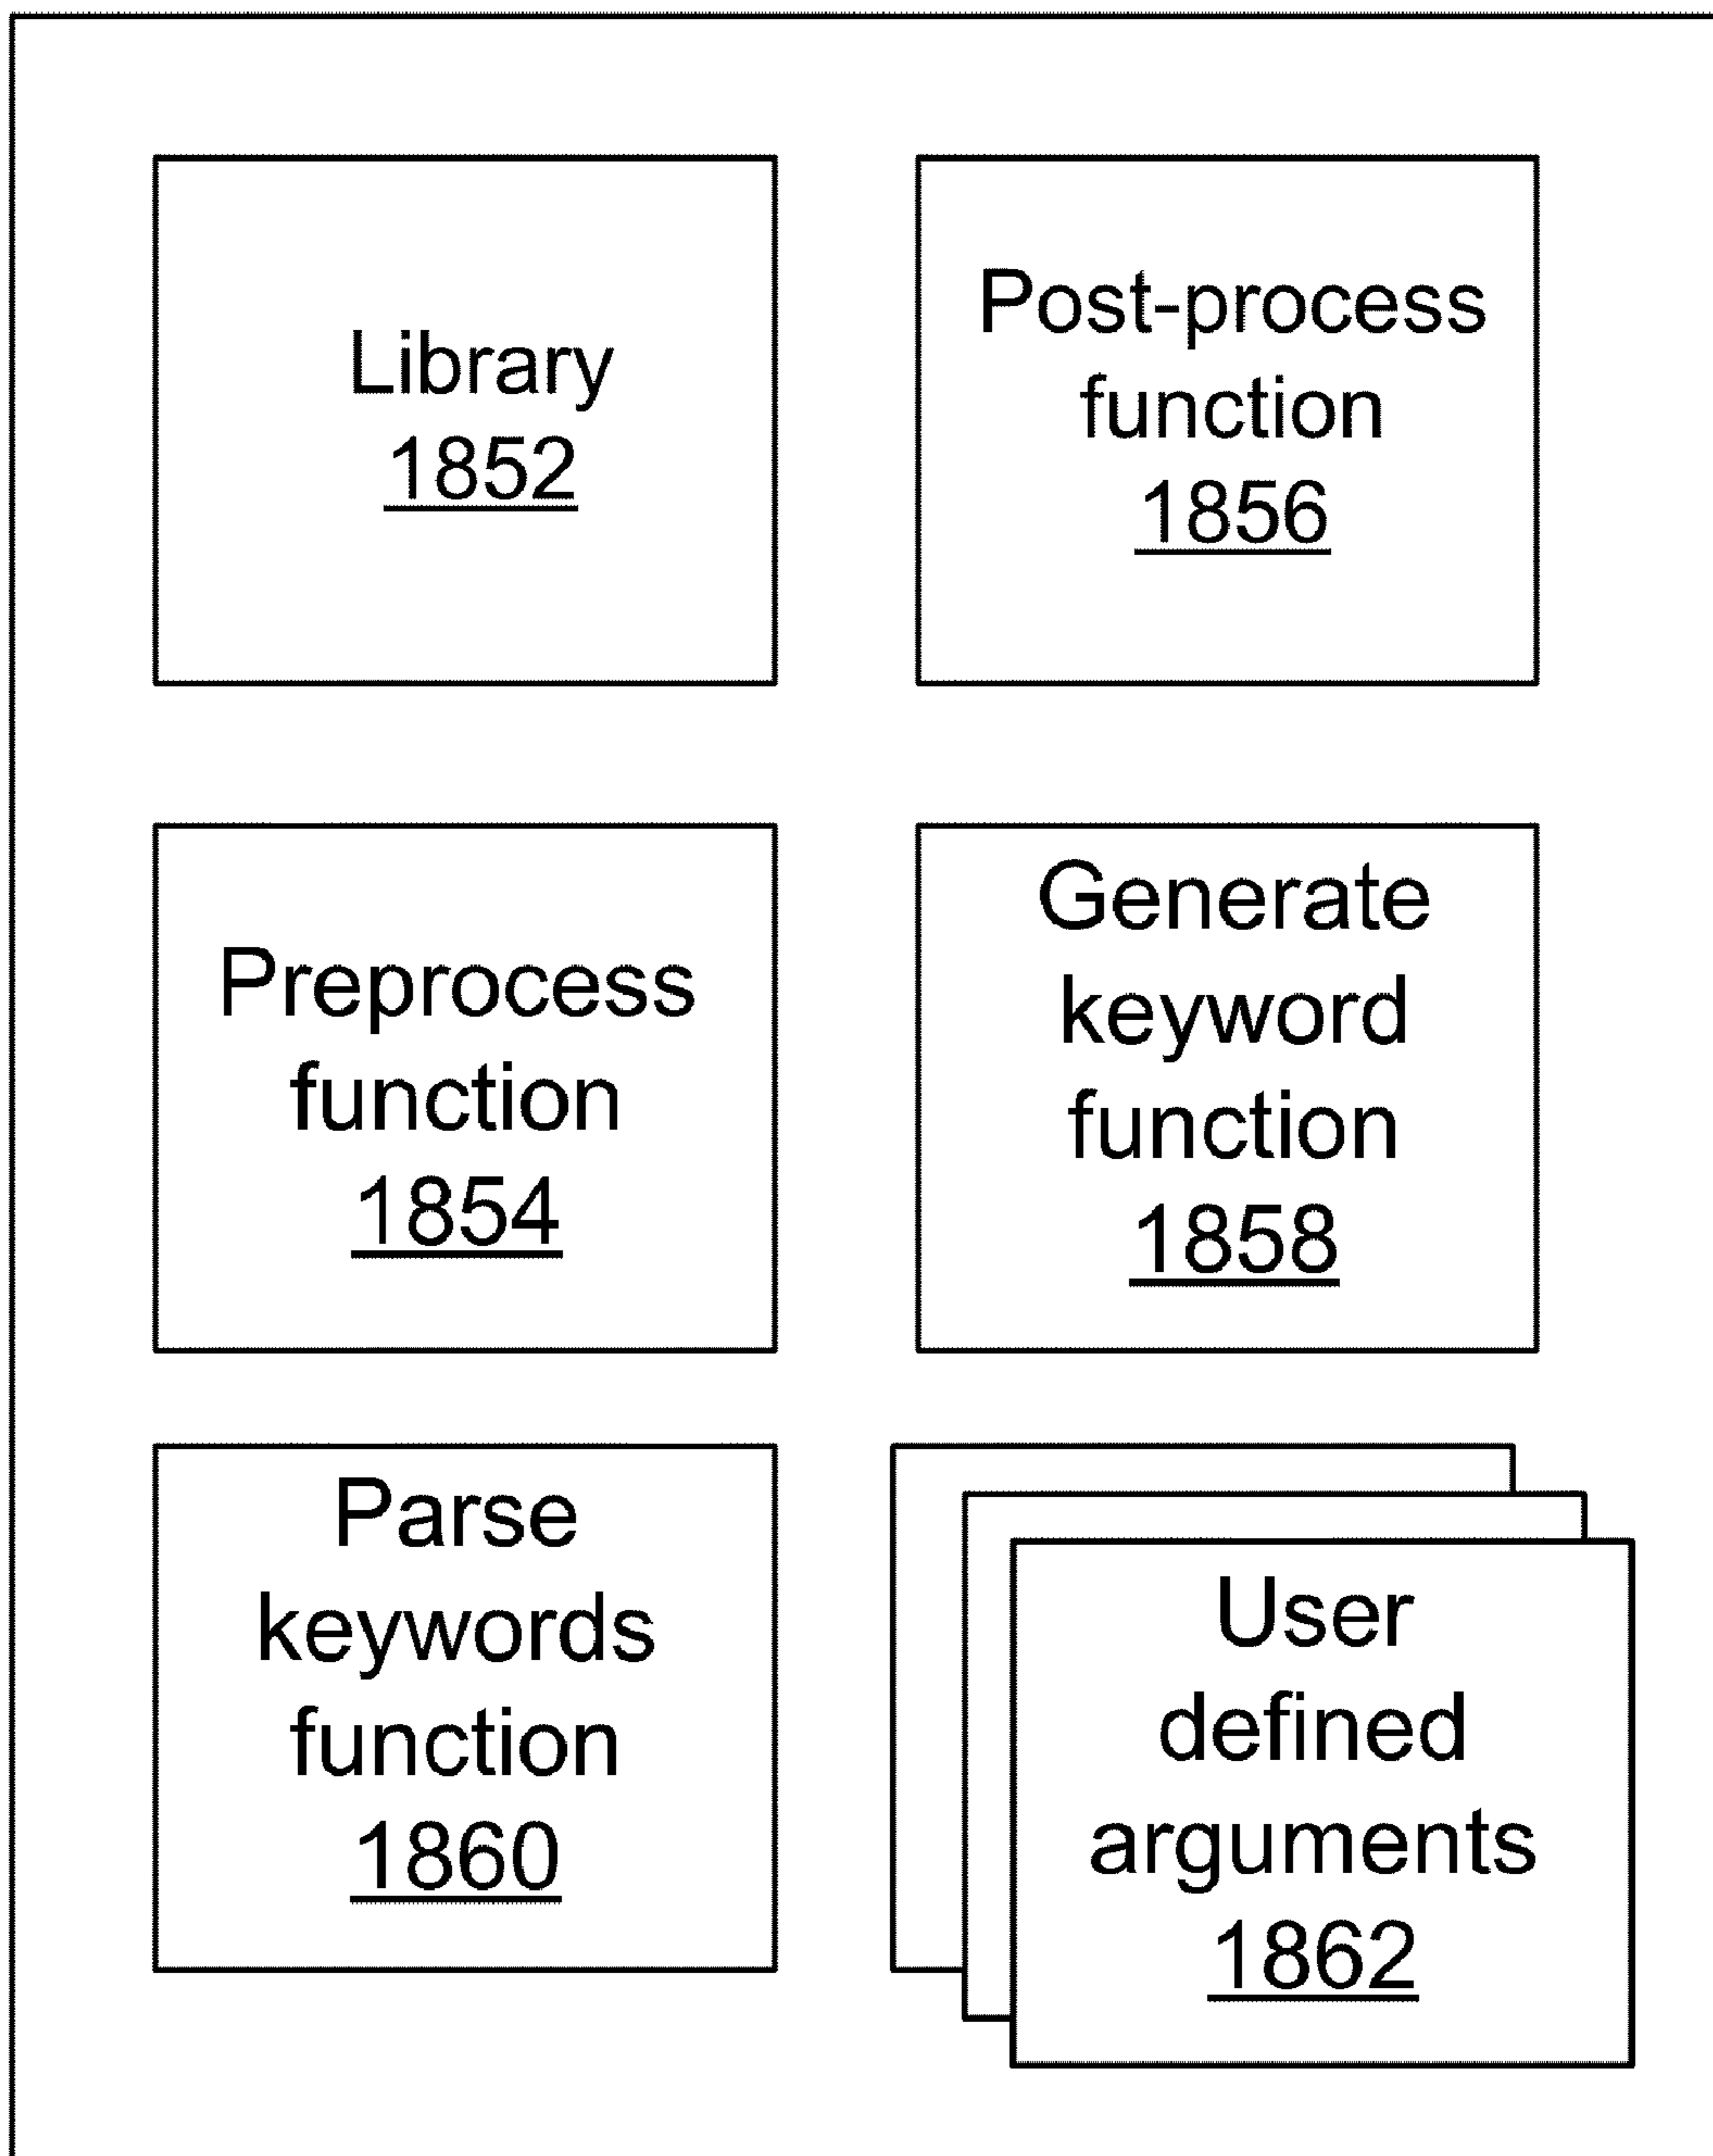 Library
1852
Post-process
function
1856
Preprocess
function
1854
Generate
keyword
function
1858
Parse
keywords
function
1860
User
defined
arguments
1862